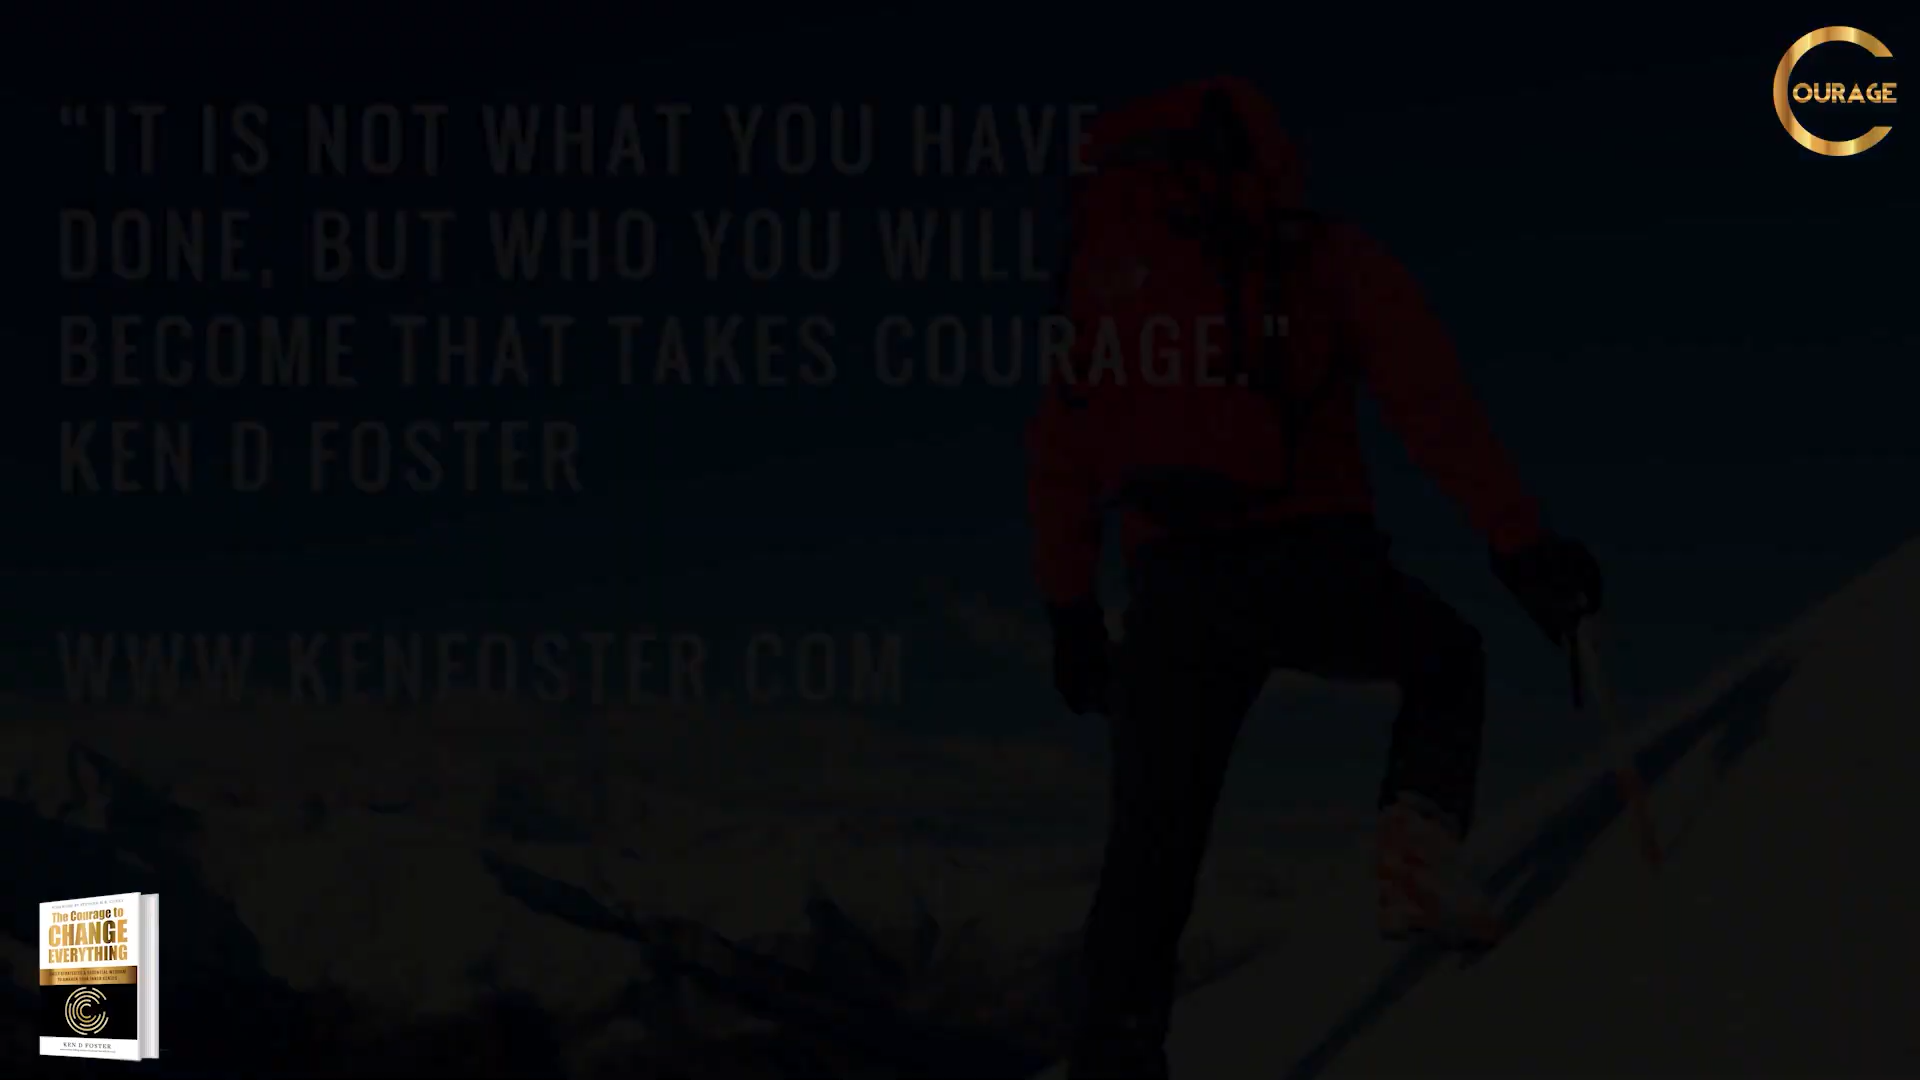 COURAGE
"IT IS NOT WHAT YOU HAVE
DONE, BUT WHO YOU WILL
BECOME THAT TAKES COURAGE."
KEN D FOSTER
WWW.KENFOSTER.COM
The Courage to
CHANGE
EVERYTHING
KEN D FOSTER